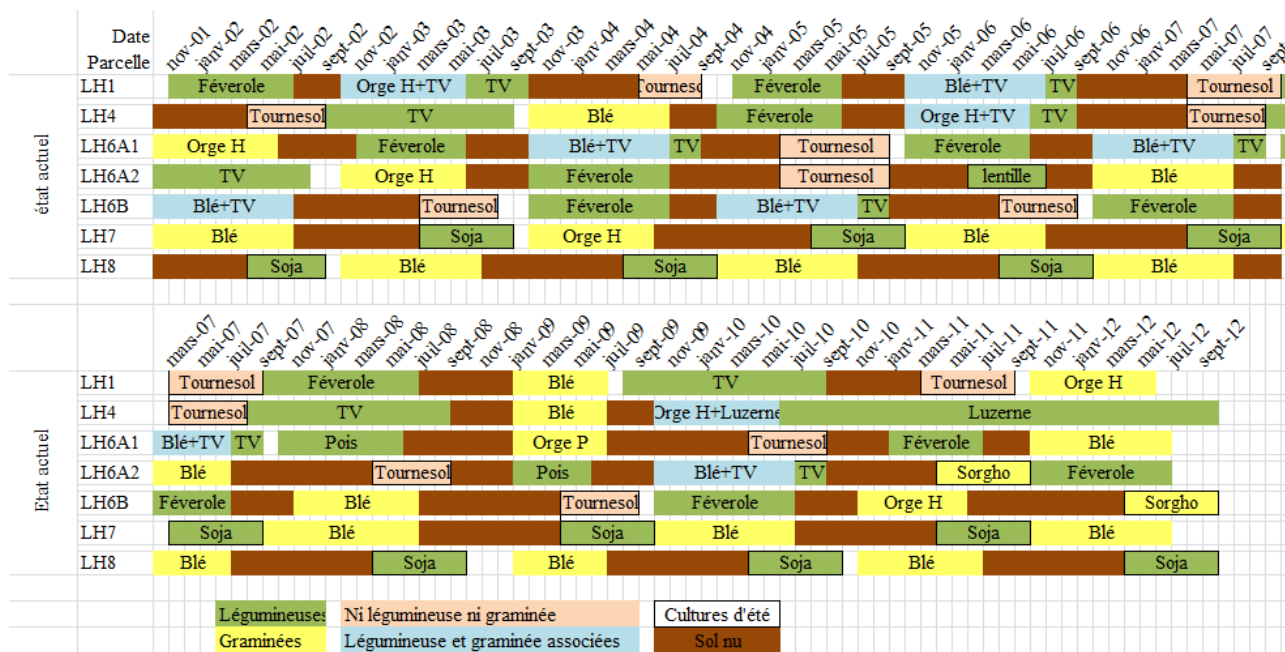 Date nov-01 janv-02 mars-02 mai-02 juil-02 sept-02 nov-02 janv-03 mars-03 mai-03 juil-03 sept-03 nov-03 janv-04 mars-04 mai-04 juil-04 sept-04 nov-04 janv-05 mars-05 mai-05 juil-05 sept-05 nov-05 janv-06 mars-06 mai-06 juil-06 sept-06 nov-06 janv-07 mars-07 mai-07 juil-07 sept
Parcelle
état actuel
LH1 Féverole Orge H+TV TV Tournesol Féverole Blé+TV TV Tournesol
LH4 Tournesol TV Blé Féverole Orge H+TV TV Tournesol
LH6A1 Orge H Féverole Blé+TV TV Tournesol Féverole Blé+TV TV
LH6A2 TV Orge H Féverole Tournesol lentille Blé
LH6B Blé+TV Tournesol Féverole Blé+TV TV Tournesol Féverole
LH7 Blé Soja Orge H Soja Blé Soja
LH8 Soja Blé Soja Blé Soja Blé
mars-07 mai-07 juil-07 sept-07 nov-07 janv-08 mars-08 mai-08 juil-08 sept-08 nov-08 janv-09 mars-09 mai-09 juil-09 sept-09 nov-09 janv-10 mars-10 mai-10 juil-10 sept-10 nov-10 janv-11 mars-11 mai-11 juil-11 sept-11 nov-11 janv-12 mars-12 mai-12 juil-12 sept-12
Etat actuel
LH1 Tournesol Féverole Blé TV Tournesol Orge H
LH4 Tournesol TV Blé Orge H+Luzerne Luzerne
LH6A1 Blé+TV TV Pois Orge P Tournesol Féverole Blé
LH6A2 Blé Tournesol Pois Blé+TV TV Sorgho Féverole
LH6B Féverole Blé Tournesol Féverole Orge H Sorgho
LH7 Soja Blé Soja Blé Soja Blé
LH8 Blé Soja Blé Soja Blé Soja
Légumineuses Ni légumineuse ni graminée Cultures d'été
Graminées Légumineuse et graminée associées Sol nu